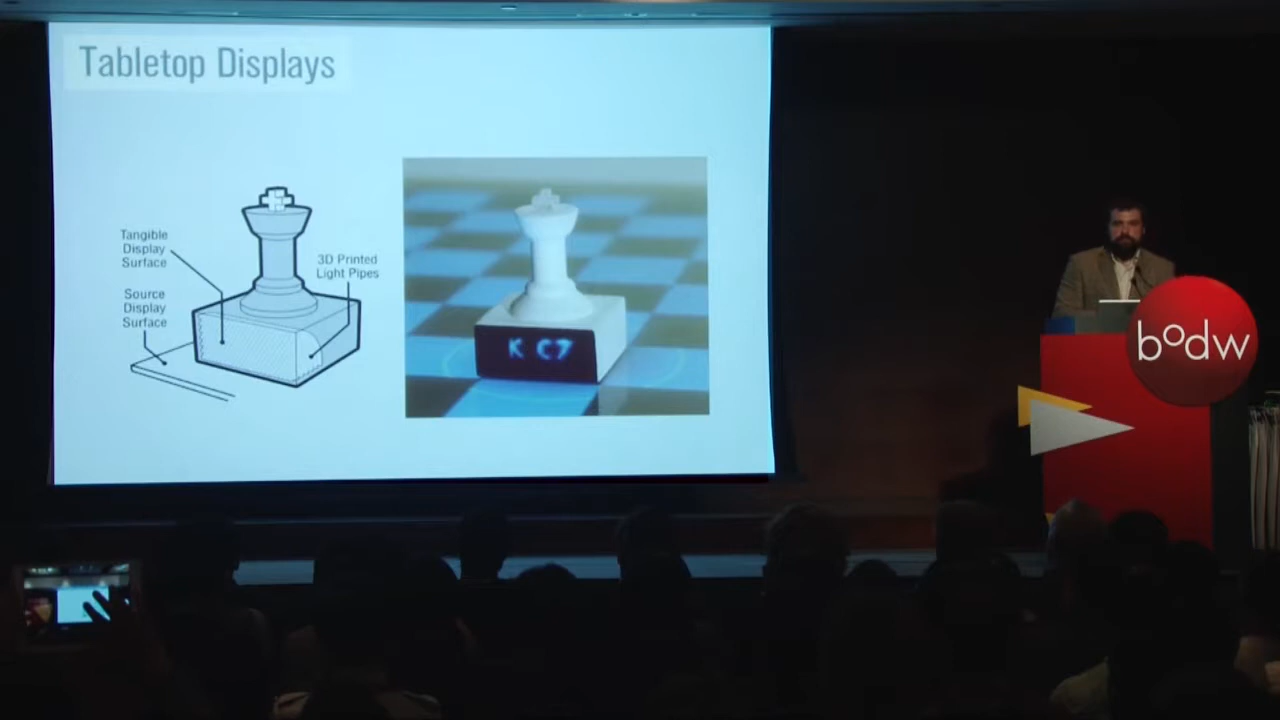 Tabletop Displays
Tangible
Display
Surface
3D Printed
Light Pipes
Source
Display
Surface
K C7
bodw